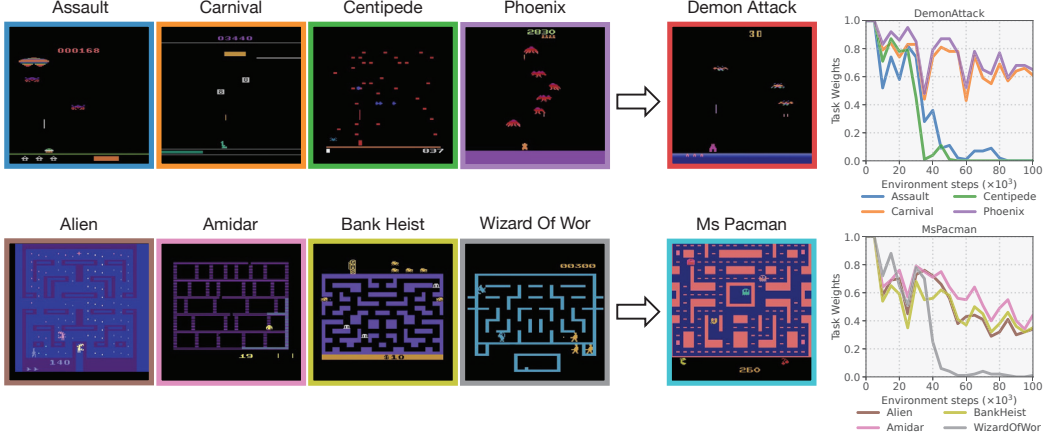 Assault Carnival Centipede Phoenix Demon Attack
000168
03440
037
2830
30
DemonAttack
Task Weights
1.0
0.8
0.6
0.4
0.2
0.0
0 20 40 60 80 100
Environment steps (×10³)
Assault Centipede
Carnival Phoenix
Alien Amidar Bank Heist Wizard Of Wor Ms Pacman
140
19
$10
00300
260
MsPacman
Task Weights
1.0
0.8
0.6
0.4
0.2
0.0
0 20 40 60 80 100
Environment steps (×10³)
Alien BankHeist
Amidar WizardOfWor